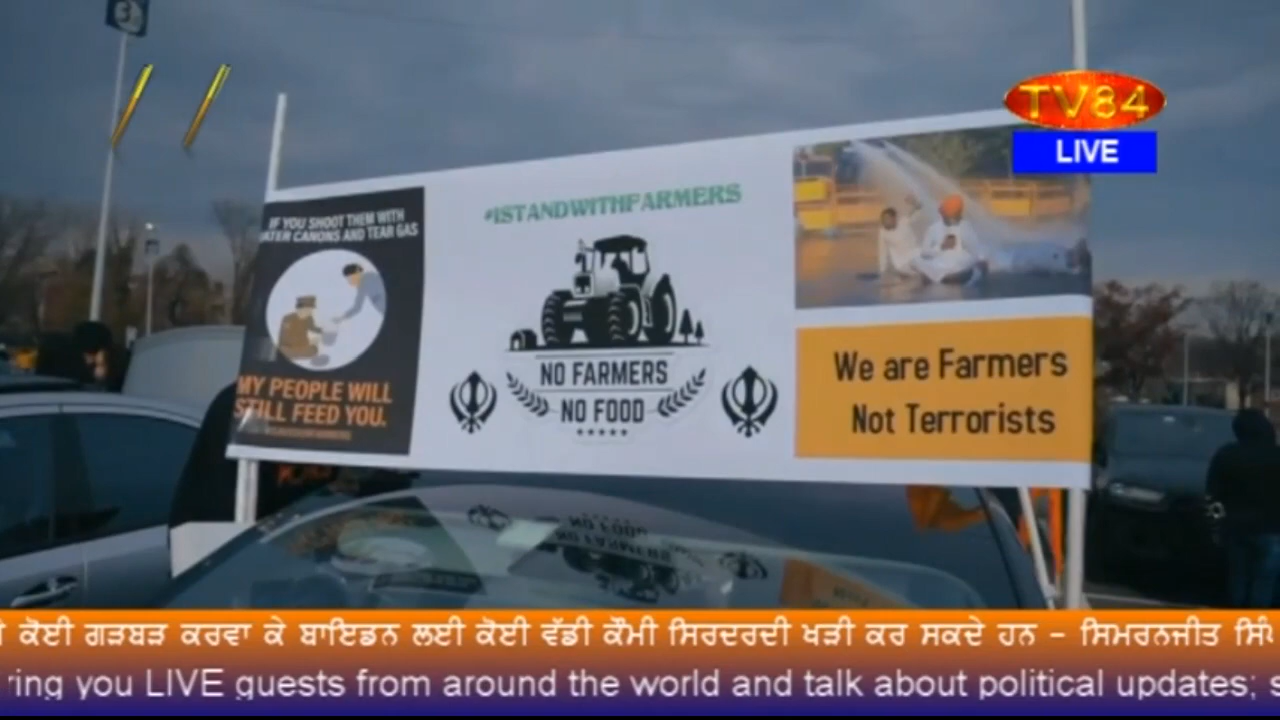 TV84
LIVE
IF YOU SHOOT THEM WITH
WATER CANONS AND TEAR GAS
MY PEOPLE WILL
STILL FEED YOU.
#ISTANDWITHFARMERS
NO FARMERS
NO FOOD
We are Farmers
Not Terrorists
ਕੋਈ ਗੜਬੜ ਕਰਵਾ ਕੇ ਬਾਇਡਨ ਲਈ ਕੋਈ ਵੱਡੀ ਕੌਮੀ ਸਿਰਦਰਦੀ ਖੜੀ ਕਰ ਸਕਦੇ ਹਨ - ਸਿਮਰਨਜੀਤ ਸਿੰ
ring you LIVE guests from around the world and talk about political updates; s